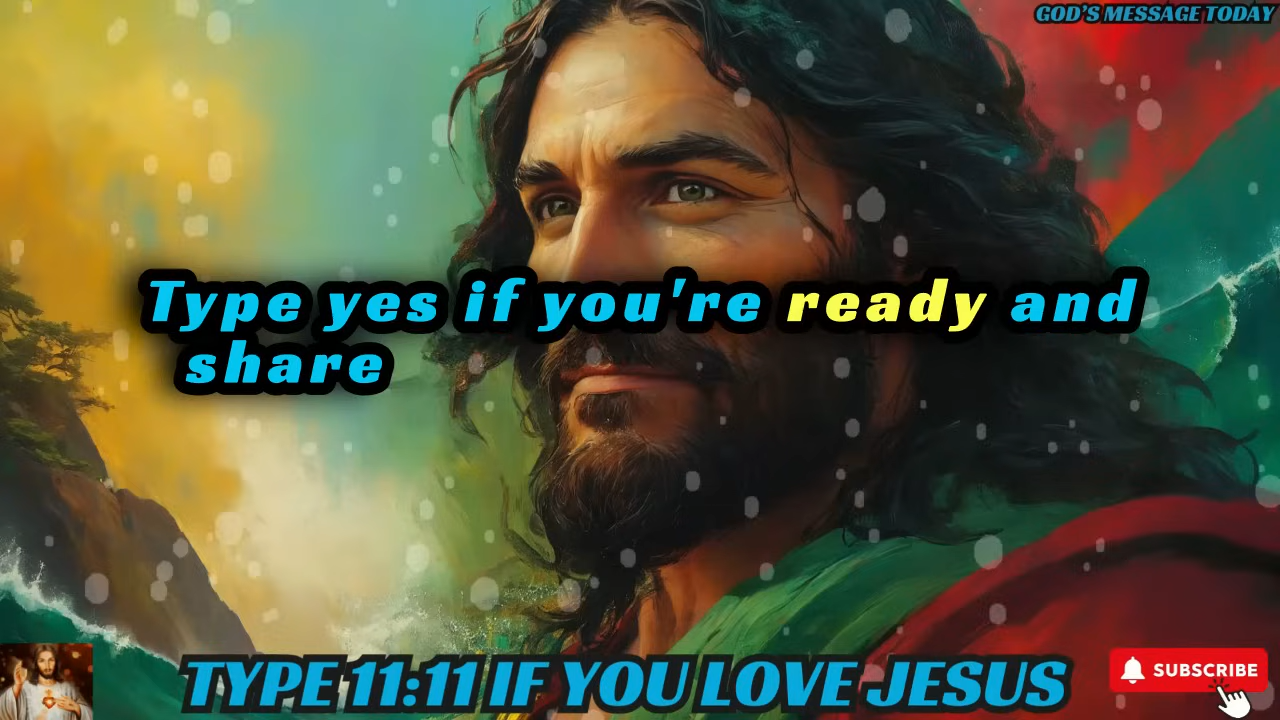 GOD'S MESSAGE TODAY
Type yes if you're ready and
share
TYPE 11:11 IF YOU LOVE JESUS
SUBSCRIBE